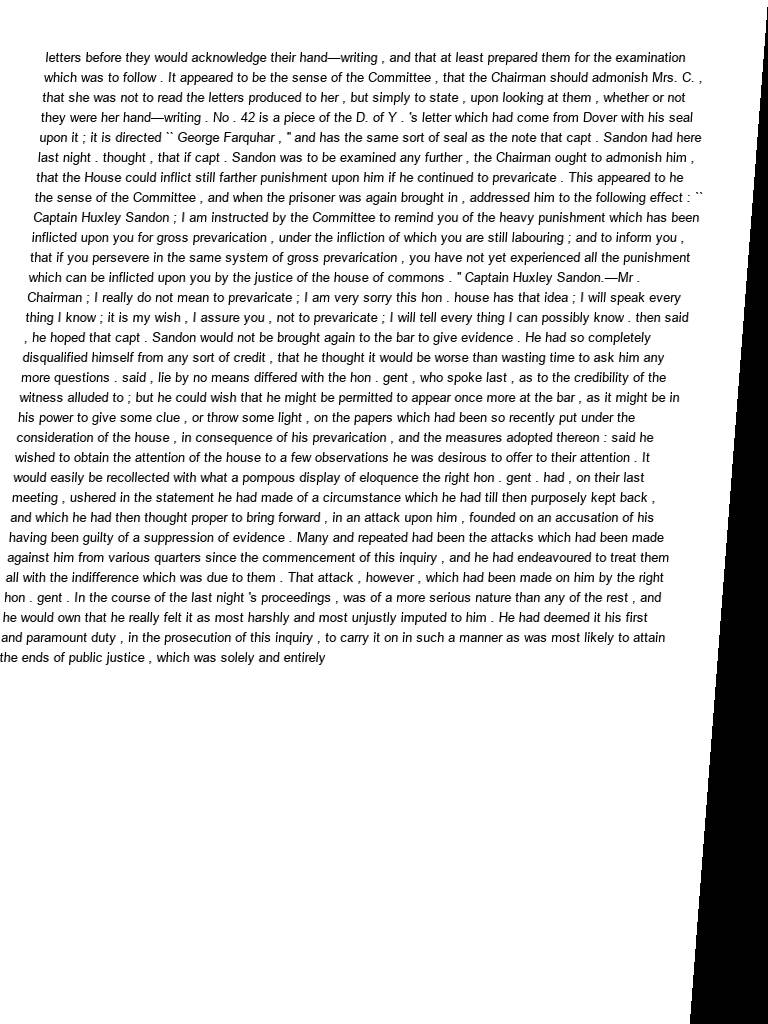 letters before they would acknowledge their hand—writing , and that at least prepared them for the examination
which was to follow . It appeared to be the sense of the Committee , that the Chairman should admonish Mrs. C. ,
that she was not to read the letters produced to her , but simply to state , upon looking at them , whether or not
they were her hand—writing . No . 42 is a piece of the D. of Y . 's letter which had come from Dover with his seal
upon it ; it is directed `` George Farquhar , " and has the same sort of seal as the note that capt . Sandon had here
last night . thought , that if capt . Sandon was to be examined any further , the Chairman ought to admonish him ,
that the House could inflict still farther punishment upon him if he continued to prevaricate . This appeared to he
the sense of the Committee , and when the prisoner was again brought in , addressed him to the following effect : ``
Captain Huxley Sandon ; I am instructed by the Committee to remind you of the heavy punishment which has been
inflicted upon you for gross prevarication , under the infliction of which you are still labouring ; and to inform you ,
that if you persevere in the same system of gross prevarication , you have not yet experienced all the punishment
which can be inflicted upon you by the justice of the house of commons . " Captain Huxley Sandon.—Mr .
Chairman ; I really do not mean to prevaricate ; I am very sorry this hon . house has that idea ; I will speak every
thing I know ; it is my wish , I assure you , not to prevaricate ; I will tell every thing I can possibly know . then said
, he hoped that capt . Sandon would not be brought again to the bar to give evidence . He had so completely
disqualified himself from any sort of credit , that he thought it would be worse than wasting time to ask him any
more questions . said , lie by no means differed with the hon . gent , who spoke last , as to the credibility of the
witness alluded to ; but he could wish that he might be permitted to appear once more at the bar , as it might be in
his power to give some clue , or throw some light , on the papers which had been so recently put under the
consideration of the house , in consequence of his prevarication , and the measures adopted thereon : said he
wished to obtain the attention of the house to a few observations he was desirous to offer to their attention . It
would easily be recollected with what a pompous display of eloquence the right hon . gent . had , on their last
meeting , ushered in the statement he had made of a circumstance which he had till then purposely kept back ,
and which he had then thought proper to bring forward , in an attack upon him , founded on an accusation of his
having been guilty of a suppression of evidence . Many and repeated had been the attacks which had been made
against him from various quarters since the commencement of this inquiry , and he had endeavoured to treat them
all with the indifference which was due to them . That attack , however , which had been made on him by the right
hon . gent . In the course of the last night 's proceedings , was of a more serious nature than any of the rest , and
he would own that he really felt it as most harshly and most unjustly imputed to him . He had deemed it his first
and paramount duty , in the prosecution of this inquiry , to carry it on in such a manner as was most likely to attain
the ends of public justice , which was solely and entirely